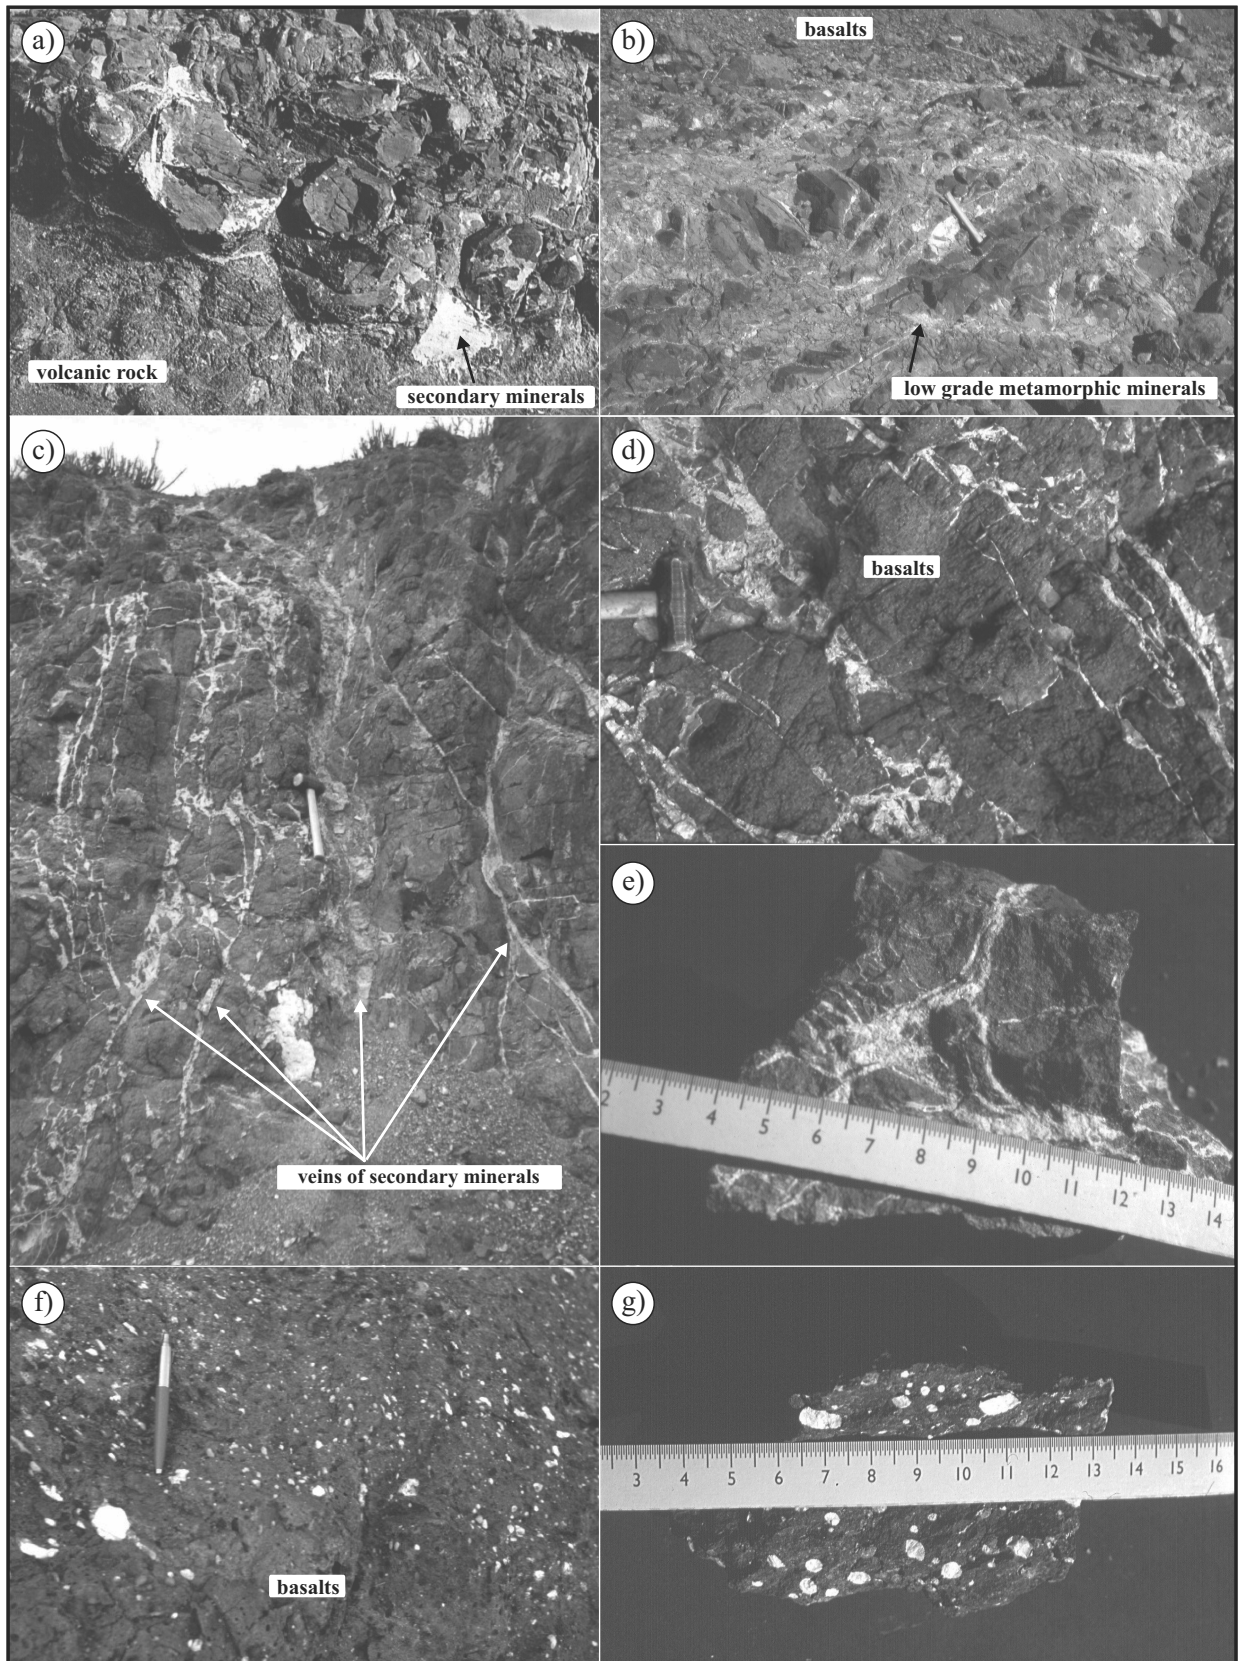 a)
volcanic rock
secondary minerals
b)
basalts
low grade metamorphic minerals
c)
veins of secondary minerals
d)
basalts
e)
2 3 4 5 6 7 8 9 10 11 12 13 14
f)
basalts
g)
3 4 5 6 7 8 9 10 11 12 13 14 15 16